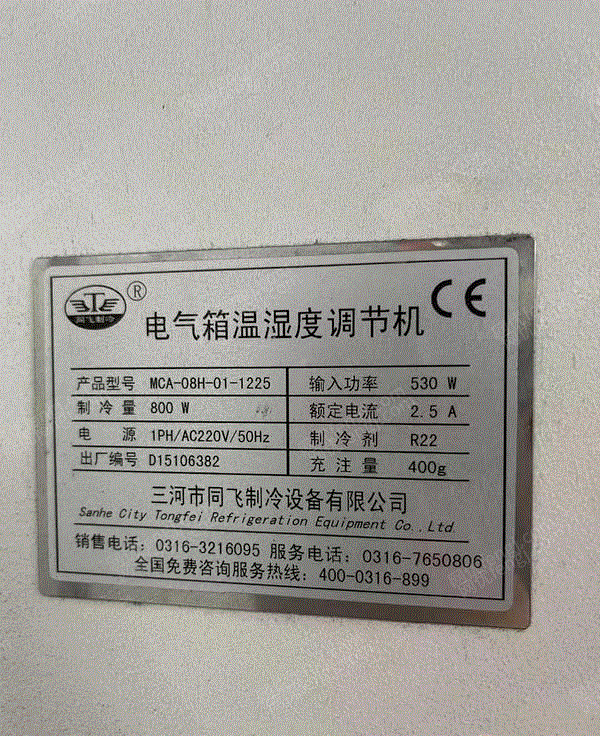 同飞制冷 ®
电气箱温湿度调节机 CE
产品型号 MCA-08H-01-1225 输入功率 530 W
制冷量 800 W 额定电流 2.5 A
电 源 1PH/AC220V/50Hz 制冷剂 R22
出厂编号 D15106382 充注量 400g
三河市同飞制冷设备有限公司
Sanhe City Tongfei Refrigeration Equipment Co.,Ltd
销售电话：0316-3216095 服务电话：0316-7650806
全国免费咨询服务热线：400-0316-899